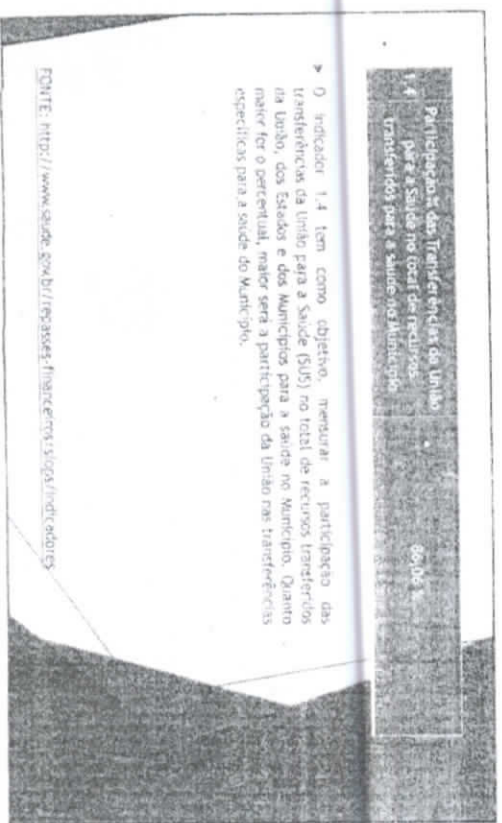 1.4
Participação % das Transferências da União
para a Saúde no total de recursos
transferidos para a saúde no Município
66,06
O indicador 1.4 tem como objetivo, mensurar a participação das
transferências da União para a Saúde (SUS) no total de recursos transferidos
da União, dos Estados e dos Municípios para a saúde no Município. Quanto
maior for o percentual, maior será a participação da União nas transferências
específicas para a saúde do Município.
FONTE: http://www.saude.gov.br/repasses-financeiros/siops/indicadores